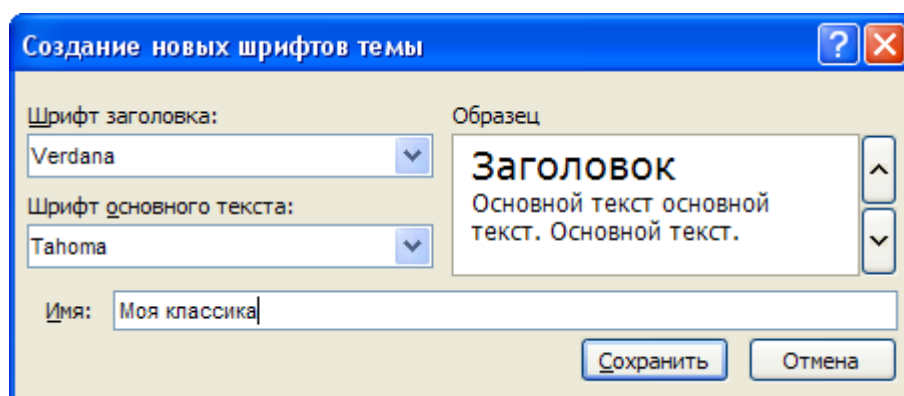 Создание новых шрифтов темы
Шрифт заголовка:
Verdana
Шрифт основного текста:
Tahoma
Образец
Заголовок
Основной текст основной
текст. Основной текст.
Имя: Моя классика
Сохранить Отмена